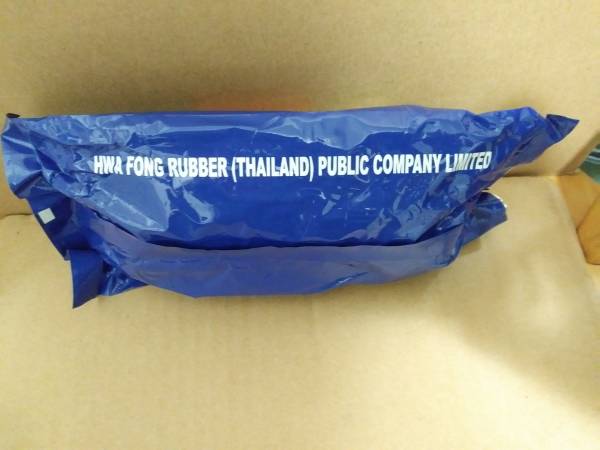 HWA FONG RUBBER (THAILAND) PUBLIC COMPANY LIMITED